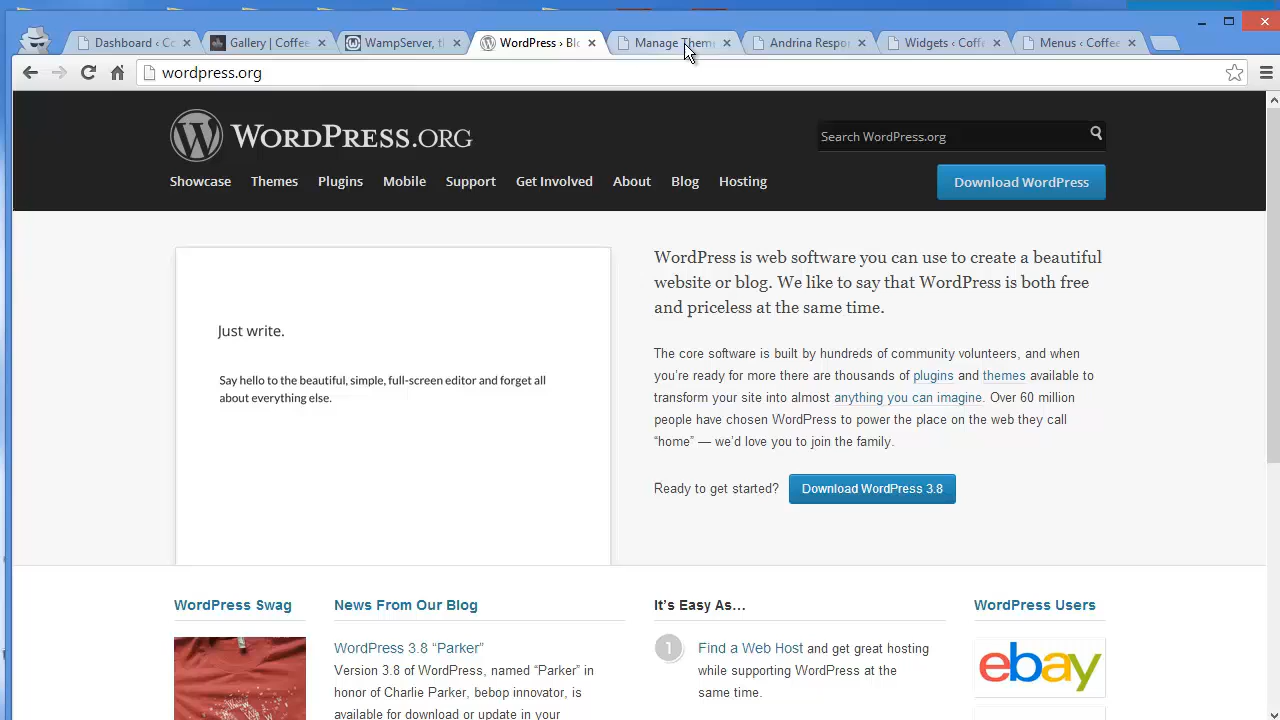 Dashboard ‹ Co
Gallery | Coffee
WampServer, t
WordPress › Blo
Manage Them
Andrina Respo
Widgets ‹ Coff
Menus ‹ Coffee
wordpress.org
WORDPRESS.ORG
Search WordPress.org
Showcase
Themes
Plugins
Mobile
Support
Get Involved
About
Blog
Hosting
Download WordPress
Just write.
Say hello to the beautiful, simple, full-screen editor and forget all
about everything else.
WordPress is web software you can use to create a beautiful
website or blog. We like to say that WordPress is both free
and priceless at the same time.
The core software is built by hundreds of community volunteers, and when
you’re ready for more there are thousands of plugins and themes available to
transform your site into almost anything you can imagine. Over 60 million
people have chosen WordPress to power the place on the web they call
“home” — we’d love you to join the family.
Ready to get started?
Download WordPress 3.8
WordPress Swag
News From Our Blog
WordPress 3.8 “Parker”
Version 3.8 of WordPress, named “Parker” in
honor of Charlie Parker, bebop innovator, is
available for download or update in your
It’s Easy As…
1
Find a Web Host and get great hosting
while supporting WordPress at the
same time.
WordPress Users
ebay